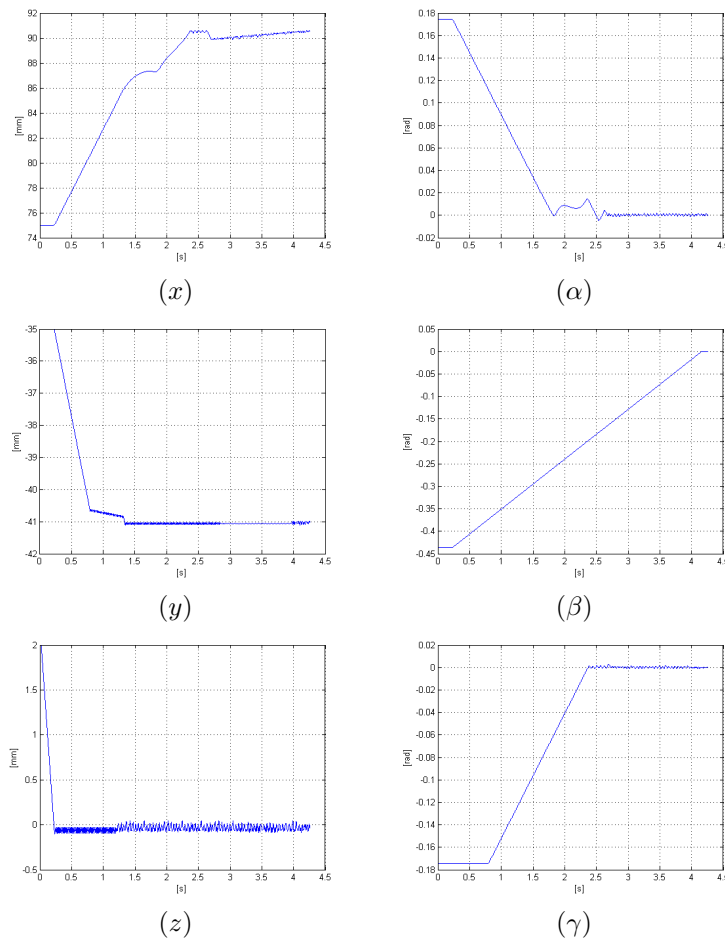 92
90
88
86
84
82
80
78
76
74
[mm]
0 0.5 1 1.5 2 2.5 3 3.5 4 4.5
[s]
(x)
0.18
0.16
0.14
0.12
0.1
0.08
0.06
0.04
0.02
0
-0.02
[rad]
0 0.5 1 1.5 2 2.5 3 3.5 4 4.5
[s]
(α)
-35
-36
-37
-38
-39
-40
-41
-42
[mm]
0 0.5 1 1.5 2 2.5 3 3.5 4 4.5
[s]
(y)
0.05
0
-0.05
-0.1
-0.15
-0.2
-0.25
-0.3
-0.35
-0.4
-0.45
[rad]
0 0.5 1 1.5 2 2.5 3 3.5 4 4.5
[s]
(β)
2
1.5
1
0.5
0
-0.5
[mm]
0 0.5 1 1.5 2 2.5 3 3.5 4 4.5
[s]
(z)
0.02
0
-0.02
-0.04
-0.06
-0.08
-0.1
-0.12
-0.14
-0.16
-0.18
[rad]
0 0.5 1 1.5 2 2.5 3 3.5 4 4.5
[s]
(γ)